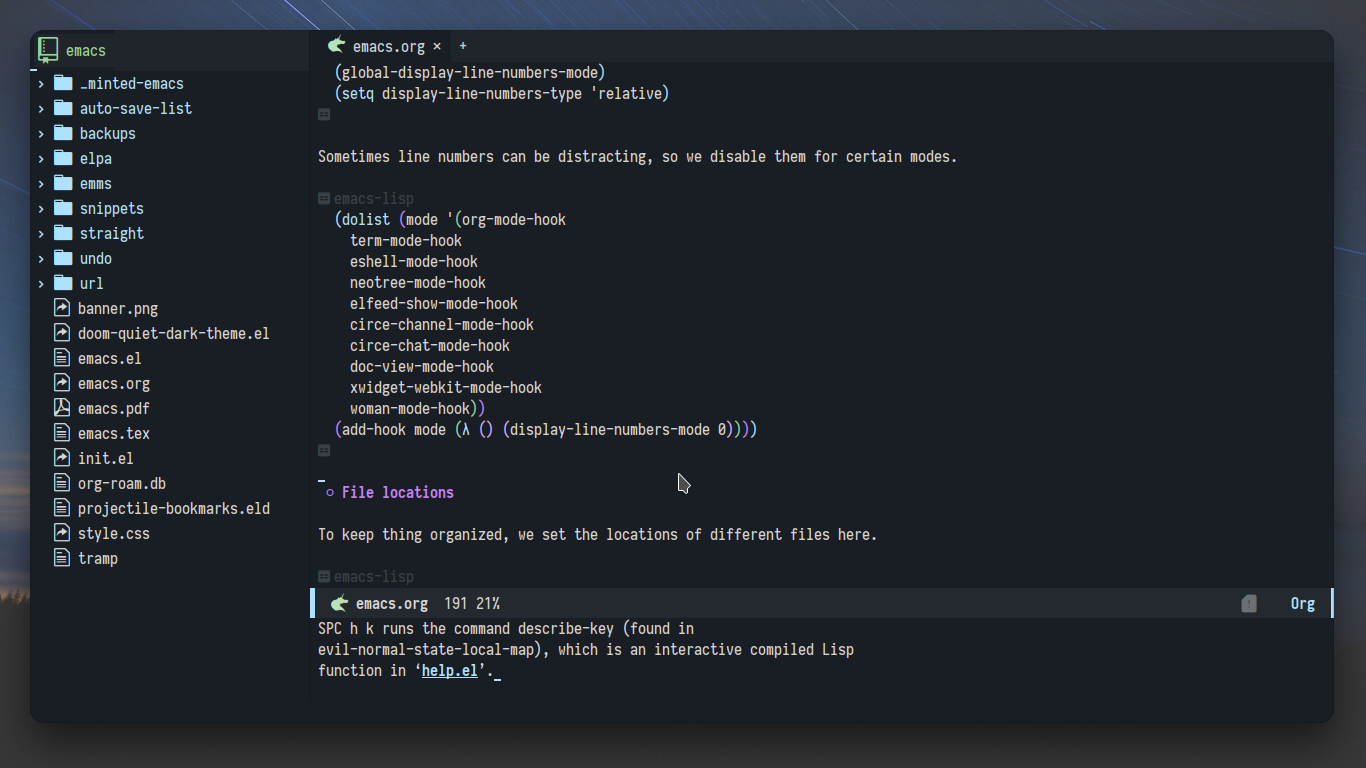 emacs
_minted-emacs
auto-save-list
backups
elpa
emms
snippets
straight
undo
url
banner.png
doom-quiet-dark-theme.el
emacs.el
emacs.org
emacs.pdf
emacs.tex
init.el
org-roam.db
projectile-bookmarks.eld
style.css
tramp
emacs.org × +
(global-display-line-numbers-mode)
(setq display-line-numbers-type 'relative)
Sometimes line numbers can be distracting, so we disable them for certain modes.
emacs-lisp
(dolist (mode '(org-mode-hook
term-mode-hook
eshell-mode-hook
neotree-mode-hook
elfeed-show-mode-hook
circe-channel-mode-hook
circe-chat-mode-hook
doc-view-mode-hook
xwidget-webkit-mode-hook
woman-mode-hook))
(add-hook mode (λ () (display-line-numbers-mode 0))))
File locations
To keep thing organized, we set the locations of different files here.
emacs-lisp
emacs.org 191 21% Org
SPC h k runs the command describe-key (found in
evil-normal-state-local-map), which is an interactive compiled Lisp
function in ‘help.el’.